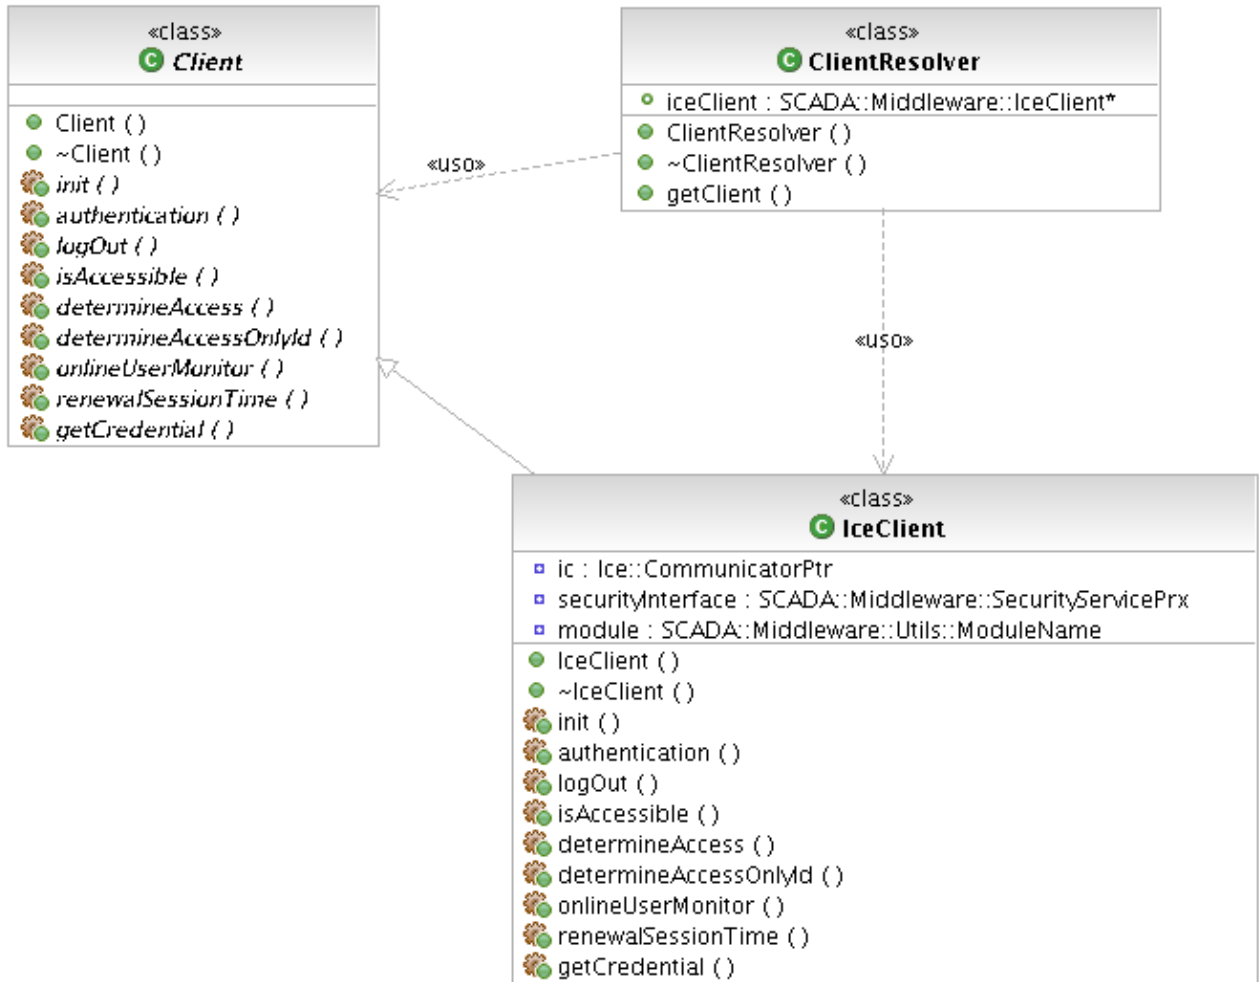 «class»
C Client
Client ( )
~Client ( )
init ( )
authentication ( )
logOut ( )
isAccessible ( )
determineAccess ( )
determineAccessOnlyId ( )
onlineUserMonitor ( )
renewalSessionTime ( )
getCredential ( )
«uso»
«class»
C ClientResolver
iceClient : SCADA::Middleware::IceClient*
ClientResolver ( )
~ClientResolver ( )
getClient ( )
«uso»
«class»
C IceClient
ic : Ice::CommunicatorPtr
securityInterface : SCADA::Middleware::SecurityServicePrx
module : SCADA::Middleware::Utils::ModuleName
IceClient ( )
~IceClient ( )
init ( )
authentication ( )
logOut ( )
isAccessible ( )
determineAccess ( )
determineAccessOnlyId ( )
onlineUserMonitor ( )
renewalSessionTime ( )
getCredential ( )